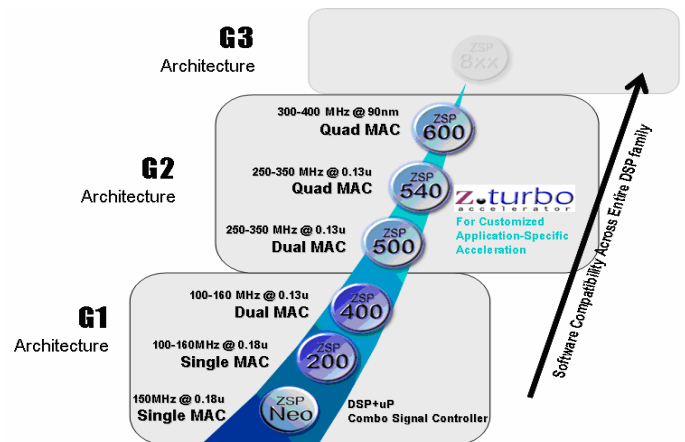 G3
Architecture
ZSP
8xx
300-400 MHz @ 90nm
Quad MAC
ZSP
600
G2
Architecture
250-350 MHz @ 0.13u
Quad MAC
ZSP
540
z.turbo
accelerator
For Customized
Application-Specific
Acceleration
250-350 MHz @ 0.13u
Dual MAC
ZSP
500
G1
Architecture
100-160 MHz @ 0.13u
Dual MAC
ZSP
400
100-160MHz @ 0.18u
Single MAC
ZSP
200
150MHz @ 0.18u
Single MAC
ZSP
Neo
DSP+uP
Combo Signal Controller
Software Compatibility Across Entire DSP family